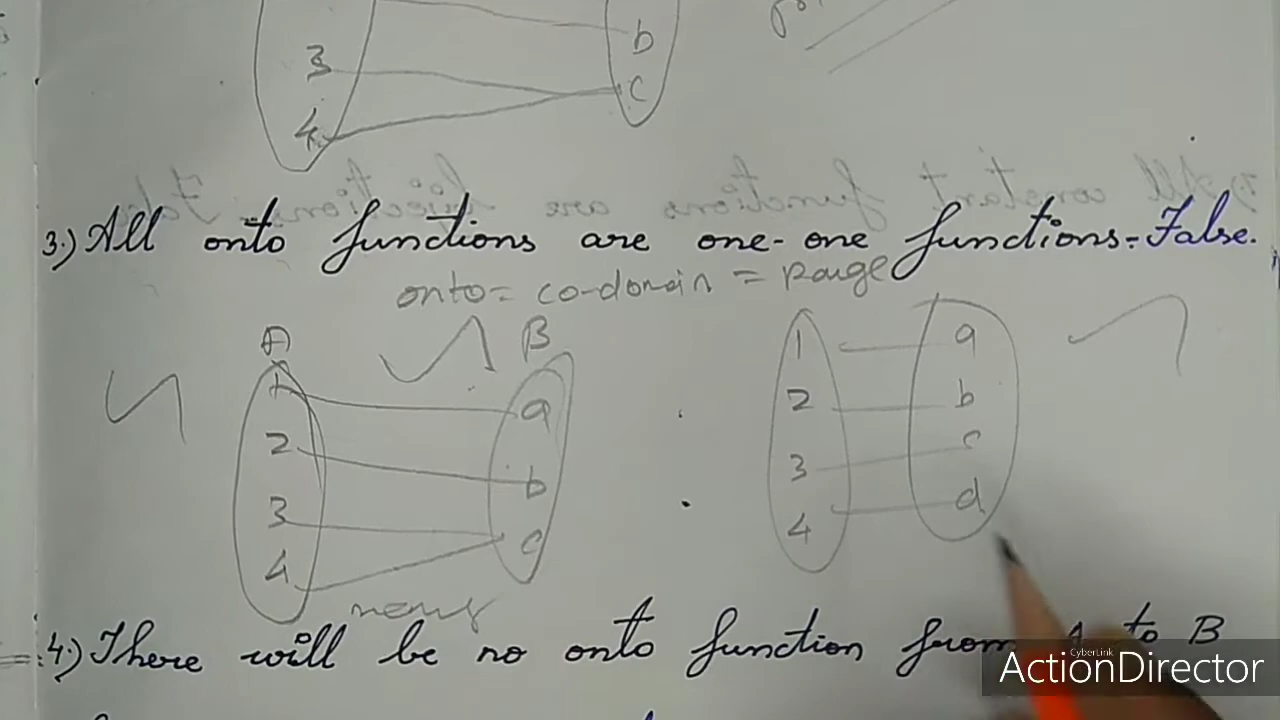 b
3
c
4
3.) All onto functions are one-one functions = False.
onto = co-domain = Range
A B
1 a
2 b
3 c
4
1 a
2 b
3 c
4 d
4.) There will be no onto function from A to B
CyberLink
ActionDirector